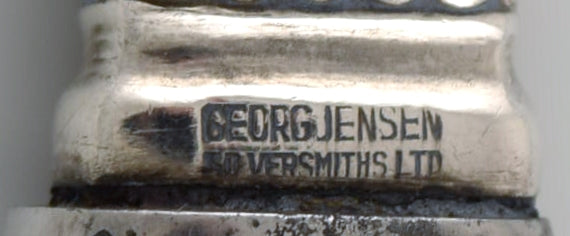 GEORG JENSEN
SILVERSMITHS LTD